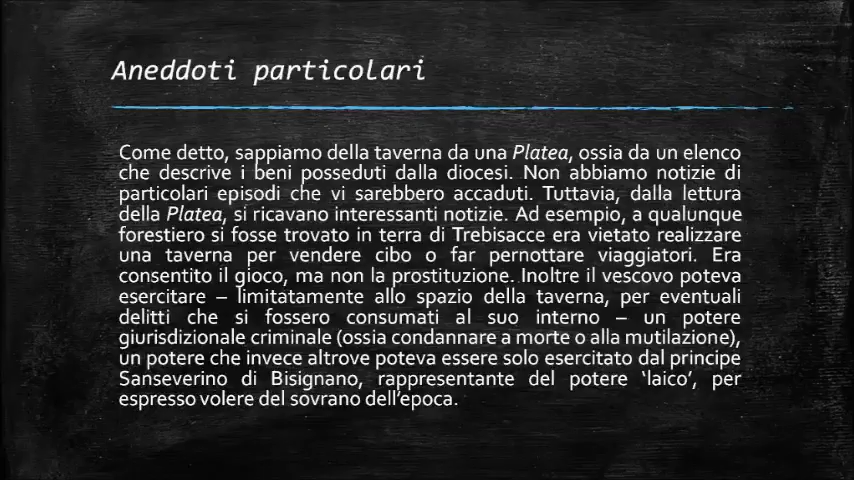 Aneddoti particolari
Come detto, sappiamo della taverna da una Platea, ossia da un elenco
che descrive i beni posseduti dalla diocesi. Non abbiamo notizie di
particolari episodi che vi sarebbero accaduti. Tuttavia, dalla lettura
della Platea, si ricavano interessanti notizie. Ad esempio, a qualunque
forestiero si fosse trovato in terra di Trebisacce era vietato realizzare
una taverna per vendere cibo o far pernottare viaggiatori. Era
consentito il gioco, ma non la prostituzione. Inoltre il vescovo poteva
esercitare – limitatamente allo spazio della taverna, per eventuali
delitti che si fossero consumati al suo interno – un potere
giurisdizionale criminale (ossia condannare a morte o alla mutilazione),
un potere che invece altrove poteva essere solo esercitato dal principe
Sanseverino di Bisignano, rappresentante del potere ‘laico’, per
espresso volere del sovrano dell’epoca.